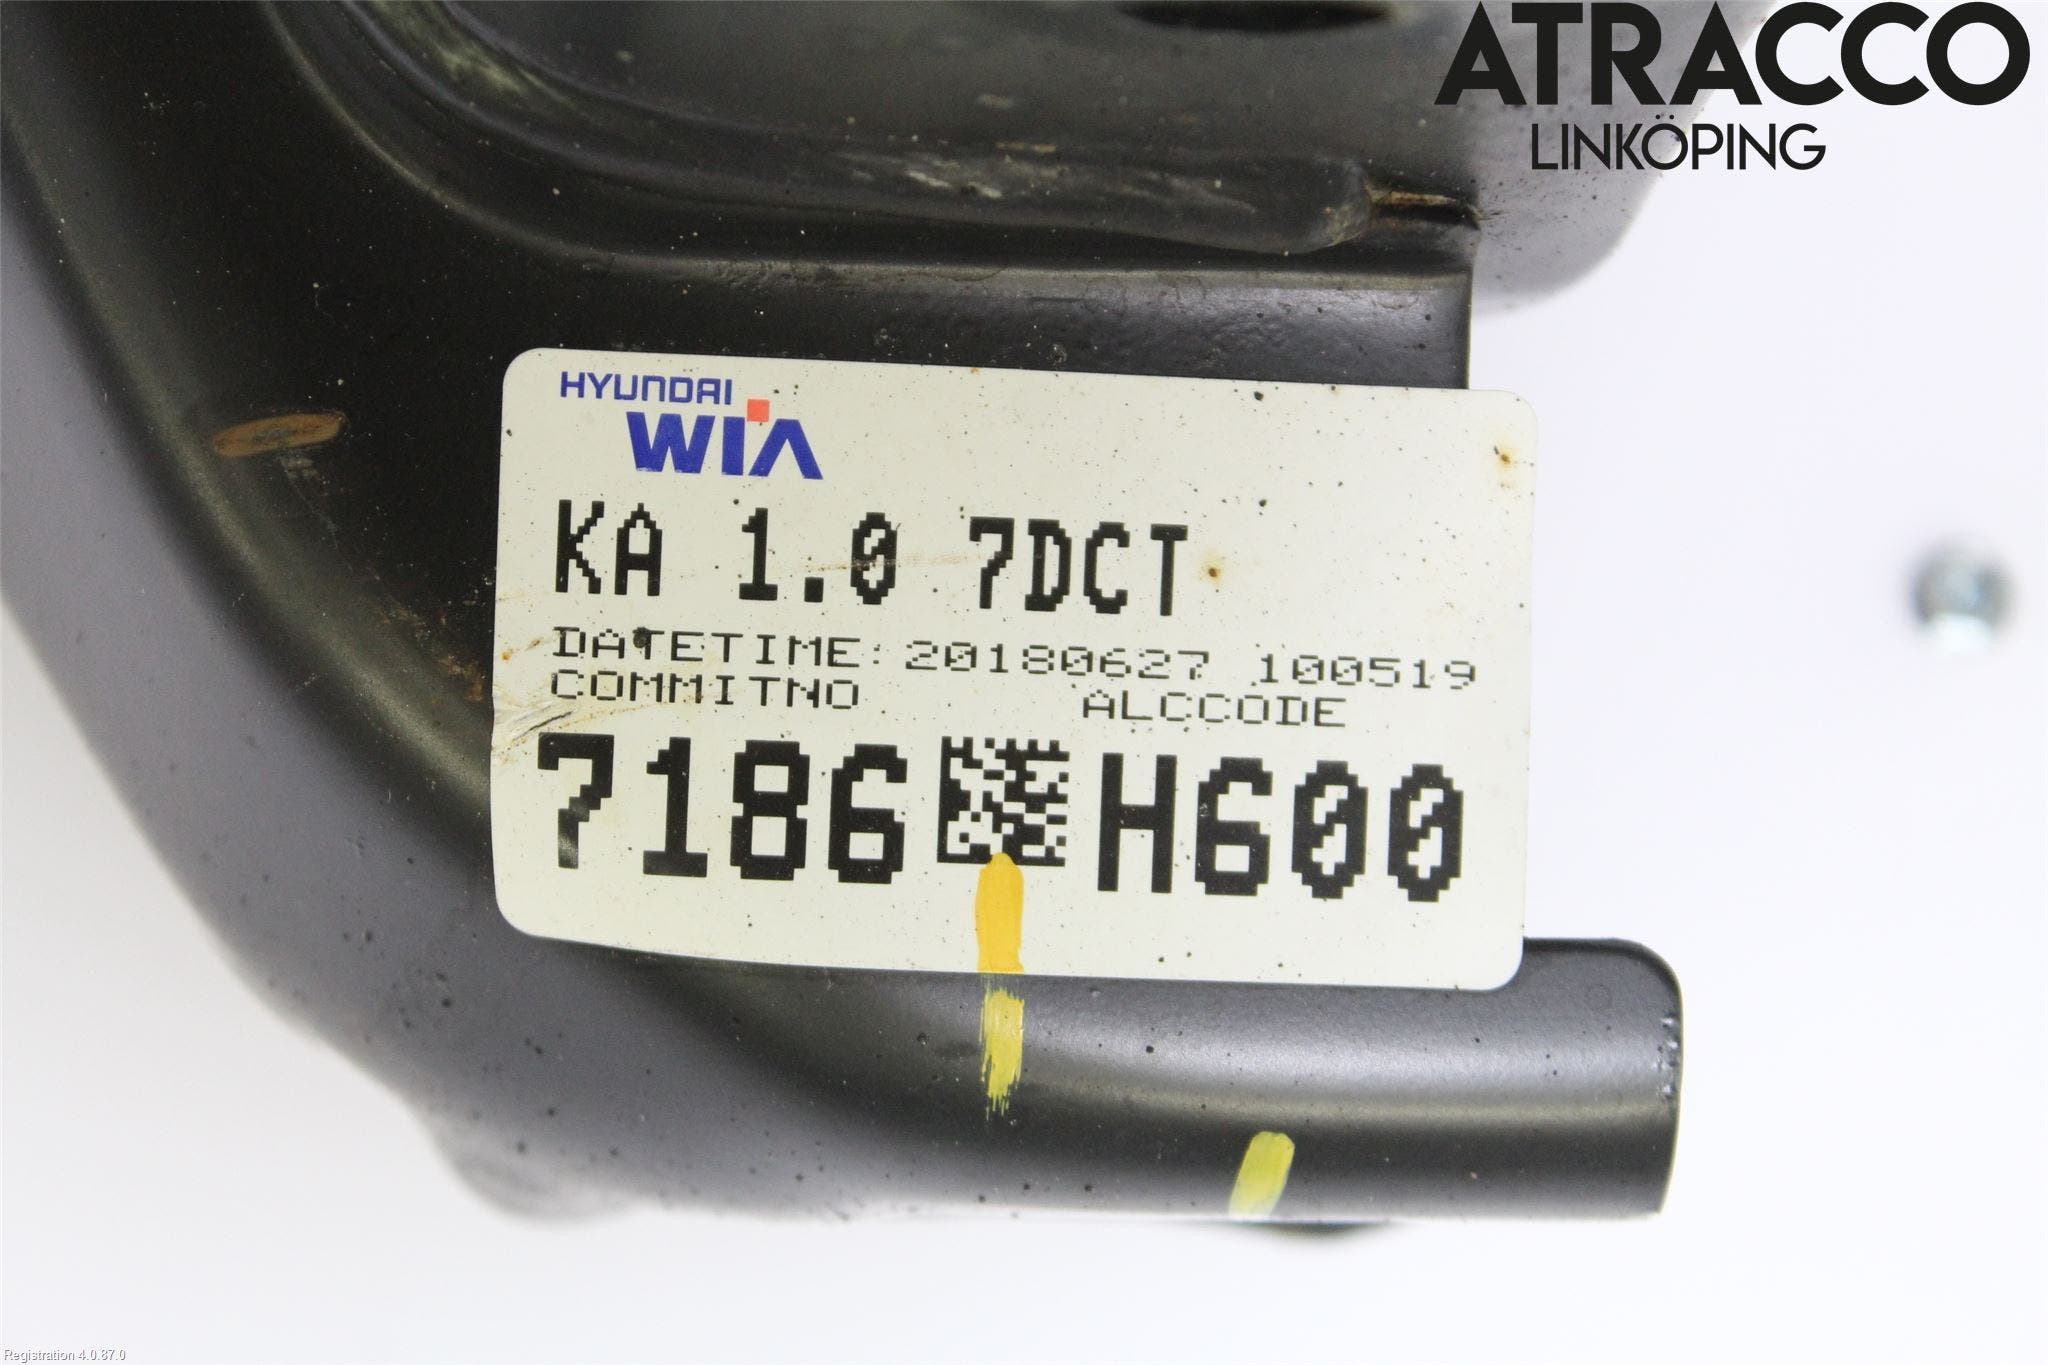 ATRACCO
LINKÖPING
HYUNDAI
WIA
KA 1.0 7DCT
DATETIME: 20180627 100519
COMMITNO ALCCODE
7186 H600
Registration 4.0.87.0